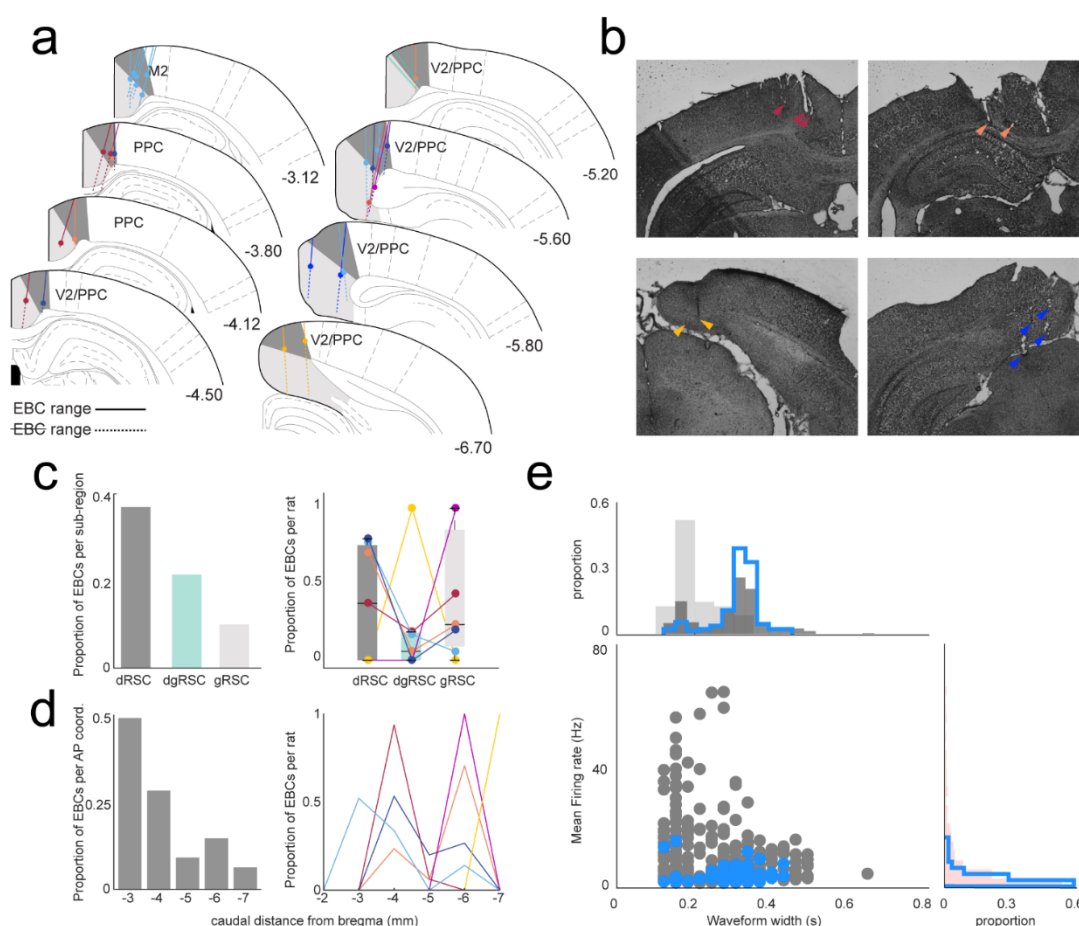 a
M2
-3.12
PPC
-3.80
PPC
-4.12
V2/PPC
-4.50
V2/PPC
-5.20
V2/PPC
-5.60
V2/PPC
-5.80
V2/PPC
-6.70
EBC range
EBC range
b
c
Proportion of EBCs per sub-region
0.4
0.2
0
dRSC
dgRSC
gRSC
Proportion of EBCs per rat
1
0.5
0
dRSC
dgRSC
gRSC
d
Proportion of EBCs per AP coord.
0.5
0.25
0
-3
-4
-5
-6
-7
Proportion of EBCs per rat
1
0.5
0
-2
-3
-4
-5
-6
-7
caudal distance from bregma (mm)
e
proportion
0.6
0.3
0
Mean Firing rate (Hz)
80
40
0
0
0.2
0.4
0.6
0.8
Waveform width (s)
0
0.3
0.6
proportion